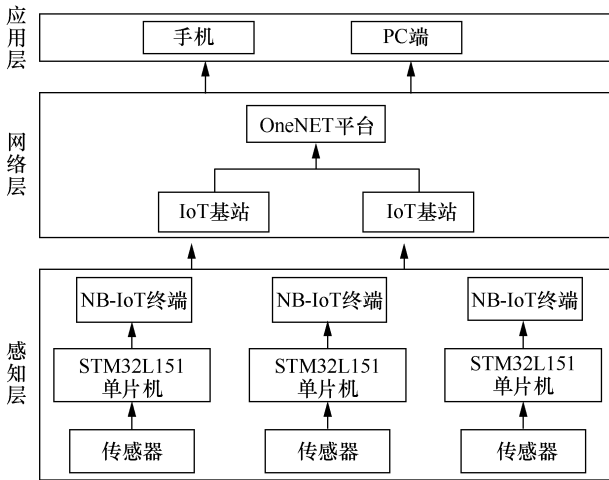 应用层
手机
PC端
网络层
OneNET平台
IoT基站
IoT基站
感知层
NB-IoT终端
NB-IoT终端
NB-IoT终端
STM32L151
单片机
STM32L151
单片机
STM32L151
单片机
传感器
传感器
传感器